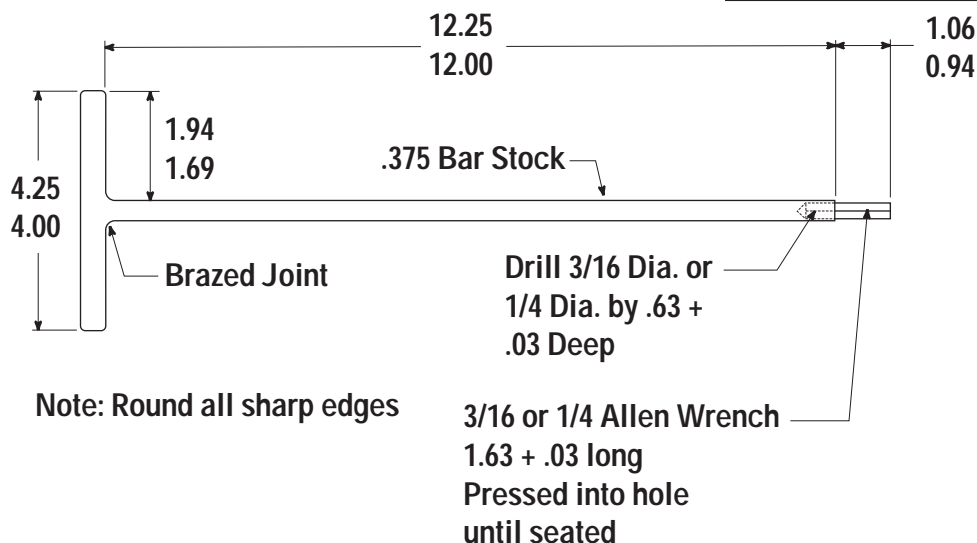 12.25
12.00
1.06
0.94
1.94
1.69
.375 Bar Stock
4.25
4.00
Brazed Joint
Drill 3/16 Dia. or
1/4 Dia. by .63 +
.03 Deep
Note: Round all sharp edges
3/16 or 1/4 Allen Wrench
1.63 + .03 long
Pressed into hole
until seated